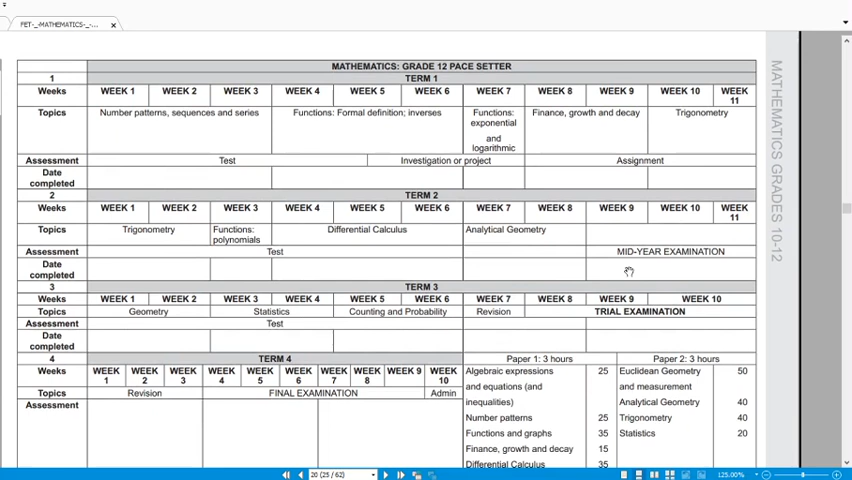 FET-_-MATHEMATICS-_-...
MATHEMATICS: GRADE 12 PACE SETTER
1 TERM 1
Weeks WEEK 1 WEEK 2 WEEK 3 WEEK 4 WEEK 5 WEEK 6 WEEK 7 WEEK 8 WEEK 9 WEEK 10 WEEK
11
Topics Number patterns, sequences and series Functions: Formal definition; inverses Functions: Finance, growth and decay Trigonometry
exponential
and
logarithmic
Assessment Test Investigation or project Assignment
Date
completed
2 TERM 2
Weeks WEEK 1 WEEK 2 WEEK 3 WEEK 4 WEEK 5 WEEK 6 WEEK 7 WEEK 8 WEEK 9 WEEK 10 WEEK
11
Topics Trigonometry Functions: Differential Calculus Analytical Geometry
polynomials
Assessment Test MID-YEAR EXAMINATION
Date
completed
3 TERM 3
Weeks WEEK 1 WEEK 2 WEEK 3 WEEK 4 WEEK 5 WEEK 6 WEEK 7 WEEK 8 WEEK 9 WEEK 10
Topics Geometry Statistics Counting and Probability Revision TRIAL EXAMINATION
Assessment Test
Date
completed
4 TERM 4 Paper 1: 3 hours Paper 2: 3 hours
Weeks WEEK WEEK WEEK WEEK WEEK WEEK WEEK WEEK WEEK 9 WEEK Algebraic expressions 25 Euclidean Geometry 50
1 2 3 4 5 6 7 8 10 and equations (and and measurement
Topics Revision FINAL EXAMINATION Admin inequalities) Analytical Geometry 40
Assessment Number patterns 25 Trigonometry 40
Functions and graphs 35 Statistics 20
Finance, growth and decay 15
Differential Calculus 35
MATHEMATICS GRADES 10-12
20 (25 / 62) 125.00%